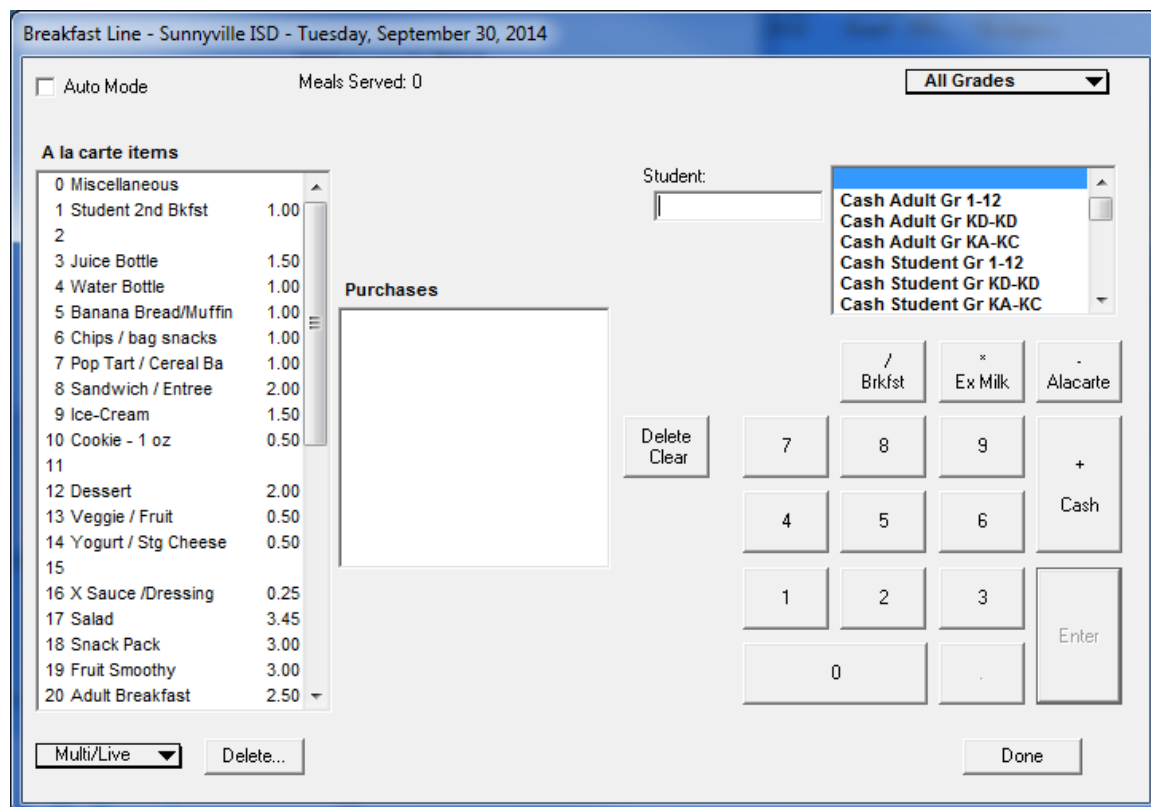 Breakfast Line - Sunnyville ISD - Tuesday, September 30, 2014
Auto Mode
Meals Served: 0
All Grades
A la carte items
0 Miscellaneous
1 Student 2nd Bkfst 1.00
2
3 Juice Bottle 1.50
4 Water Bottle 1.00
5 Banana Bread/Muffin 1.00
6 Chips / bag snacks 1.00
7 Pop Tart / Cereal Ba 1.00
8 Sandwich / Entree 2.00
9 Ice-Cream 1.50
10 Cookie - 1 oz 0.50
11
12 Dessert 2.00
13 Veggie / Fruit 0.50
14 Yogurt / Stg Cheese 0.50
15
16 X Sauce /Dressing 0.25
17 Salad 3.45
18 Snack Pack 3.00
19 Fruit Smoothy 3.00
20 Adult Breakfast 2.50
Multi/Live
Delete...
Purchases
Student:
Cash Adult Gr 1-12
Cash Adult Gr KD-KD
Cash Adult Gr KA-KC
Cash Student Gr 1-12
Cash Student Gr KD-KD
Cash Student Gr KA-KC
Delete
Clear
/
Brkfst
*
Ex Milk
-
Alacarte
7
8
9
+
Cash
4
5
6
1
2
3
Enter
0
.
Done